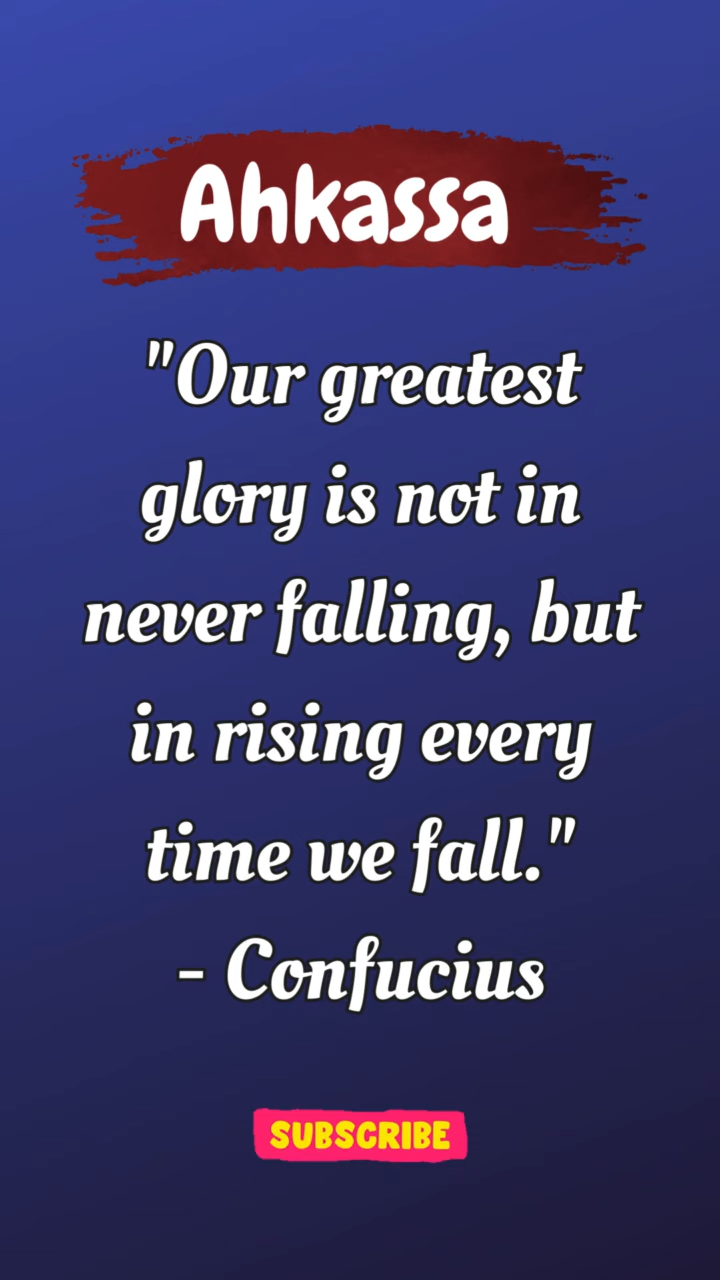 Ahkassa
"Our greatest
glory is not in
never falling, but
in rising every
time we fall."
- Confucius
SUBSCRIBE